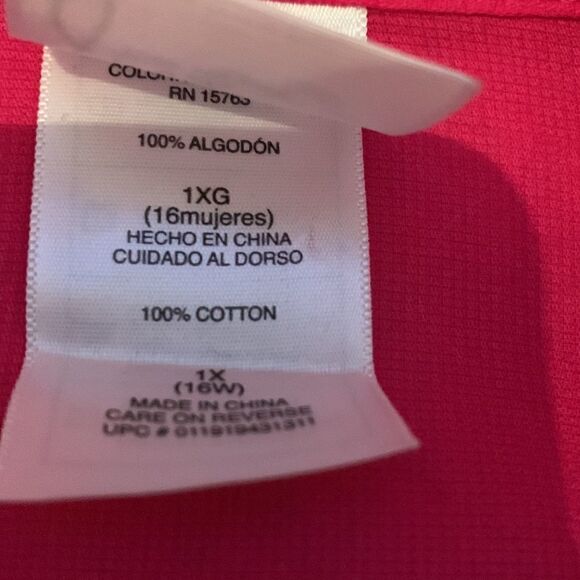 RN 15763
100% ALGODÓN
1XG
(16mujeres)
HECHO EN CHINA
CUIDADO AL DORSO
100% COTTON
1X
(16W)
MADE IN CHINA
CARE ON REVERSE
UPC # 011919431311